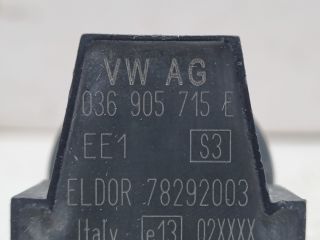 VW AG
036 905 715 E
EE1 S3
ELDOR 78292003
Italy e13 02XXXX